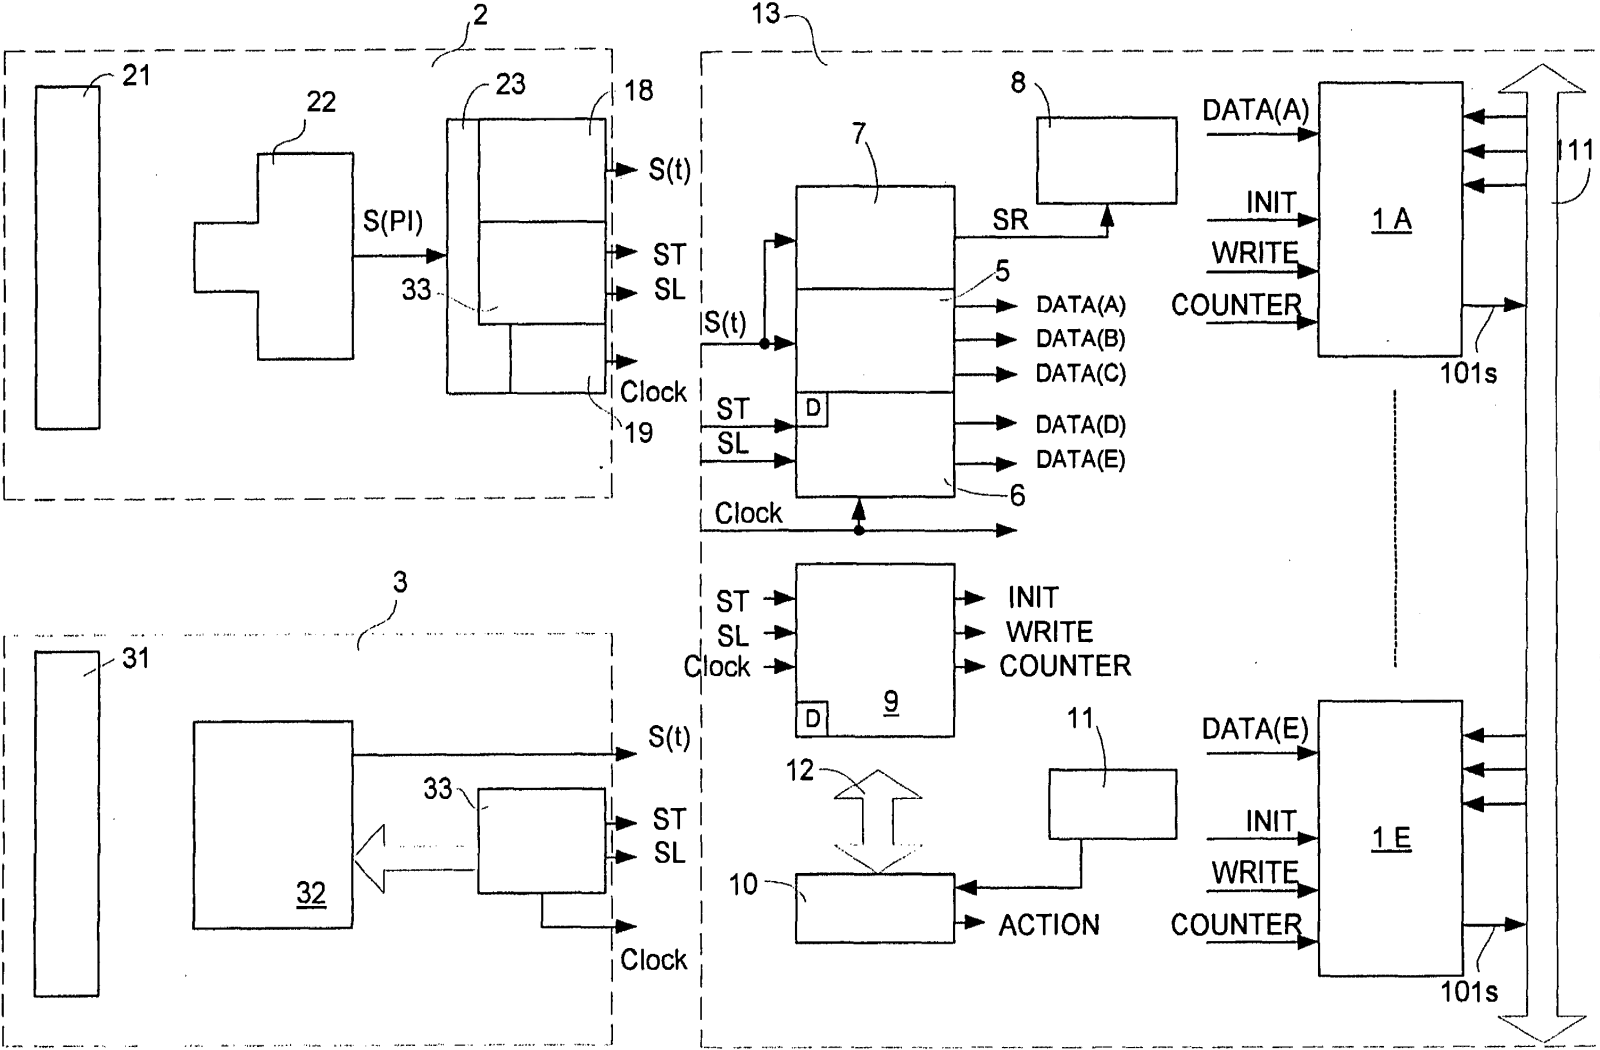 2
21
22
23
18
S(t)
S(PI)
ST
33
SL
Clock
19
3
31
S(t)
33
ST
32
SL
Clock
13
8
7
SR
5
DATA(A)
S(t)
DATA(B)
DATA(C)
ST
D
DATA(D)
SL
DATA(E)
6
Clock
ST
INIT
SL
WRITE
Clock
COUNTER
9
D
12
11
10
ACTION
DATA(A)
111
INIT
1 A
WRITE
COUNTER
101s
DATA(E)
INIT
1 E
WRITE
COUNTER
101s